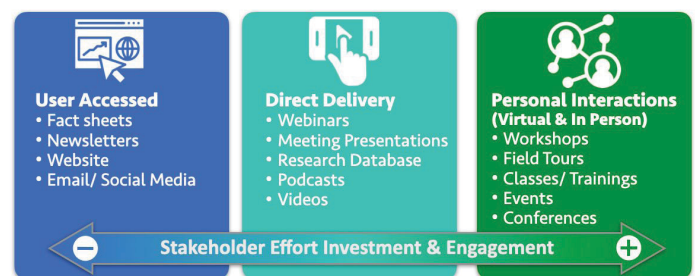 User Accessed
• Fact sheets
• Newsletters
• Website
• Email/ Social Media
Direct Delivery
• Webinars
• Meeting Presentations
• Research Database
• Podcasts
• Videos
Personal Interactions
(Virtual & In Person)
• Workshops
• Field Tours
• Classes/ Trainings
• Events
• Conferences
Stakeholder Effort Investment & Engagement